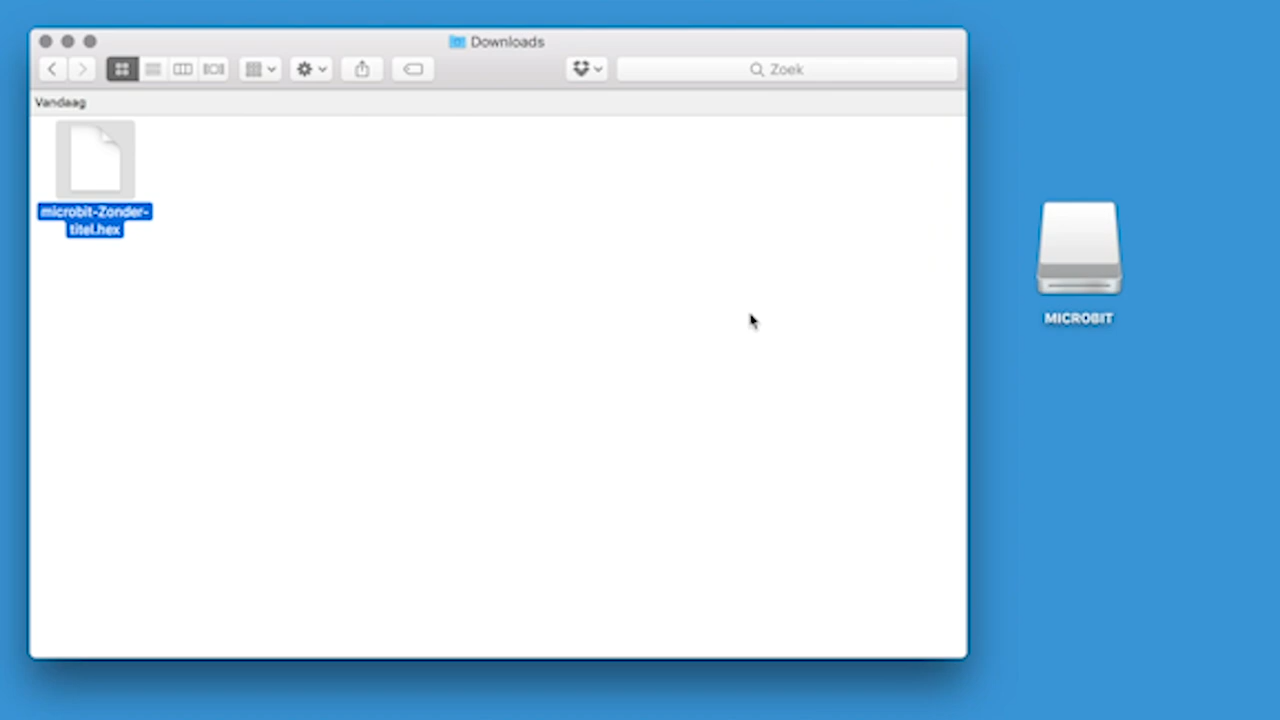 Downloads
Zoek
Vandaag
microbit-Zonder-
titel.hex
MICROBIT